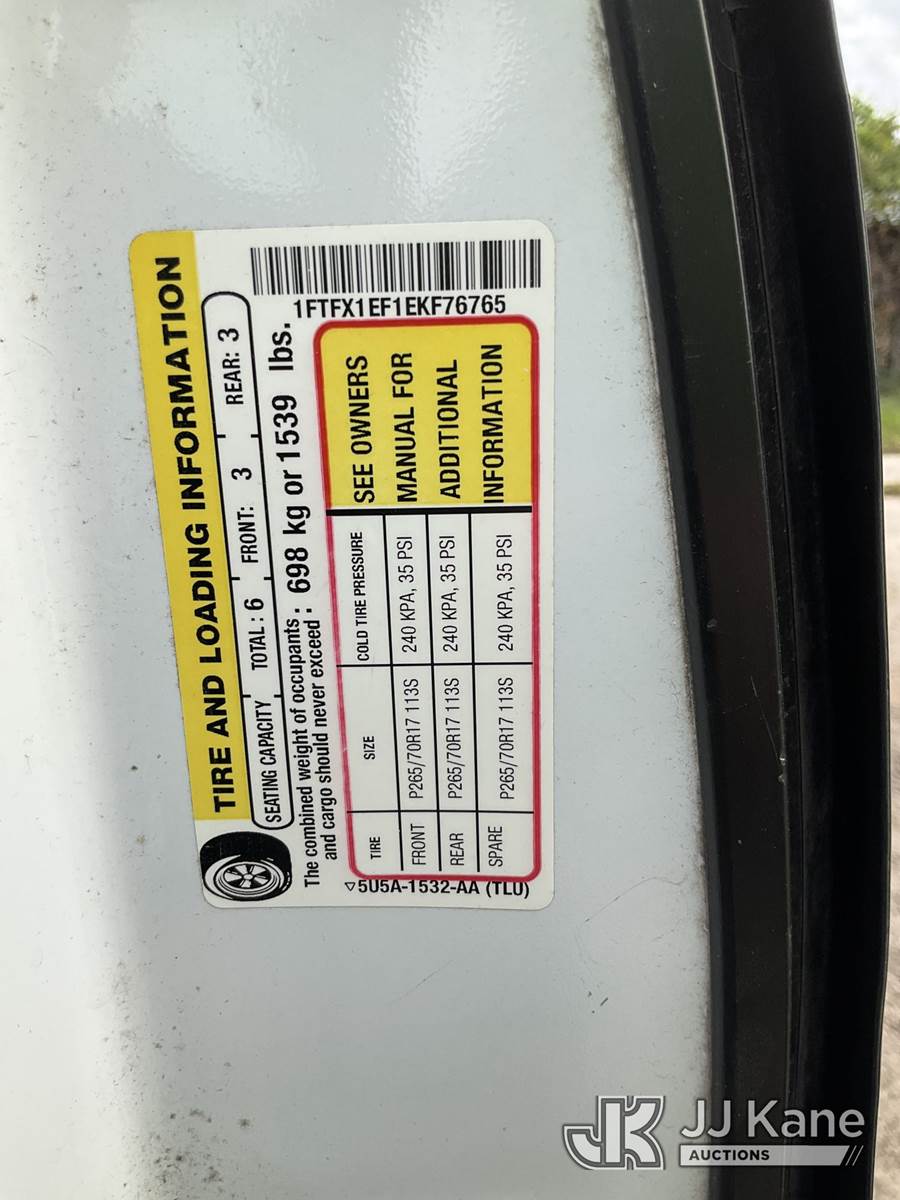 TIRE AND LOADING INFORMATION
SEATING CAPACITY TOTAL : 6 FRONT: 3 REAR: 3
The combined weight of occupants : 698 kg or 1539 lbs.
and cargo should never exceed :
TIRE SIZE COLD TIRE PRESSURE
FRONT P265/70R17 113S 240 KPA, 35 PSI
REAR P265/70R17 113S 240 KPA, 35 PSI
SPARE P265/70R17 113S 240 KPA, 35 PSI
SEE OWNERS
MANUAL FOR
ADDITIONAL
INFORMATION
1FTFX1EF1EKF76765
5U5A-1532-AA (TLU)
JK JJ Kane
AUCTIONS